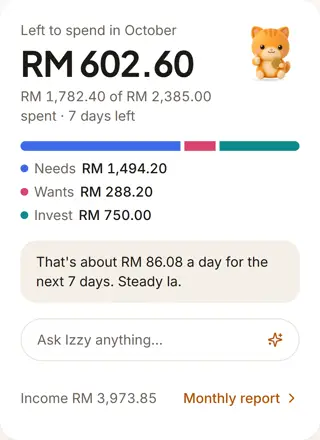 Left to spend in October
RM 602.60
RM 1,782.40 of RM 2,385.00
spent · 7 days left
Needs RM 1,494.20
Wants RM 288.20
Invest RM 750.00
That's about RM 86.08 a day for the
next 7 days. Steady la.
Ask Izzy anything...
Income RM 3,973.85 Monthly report